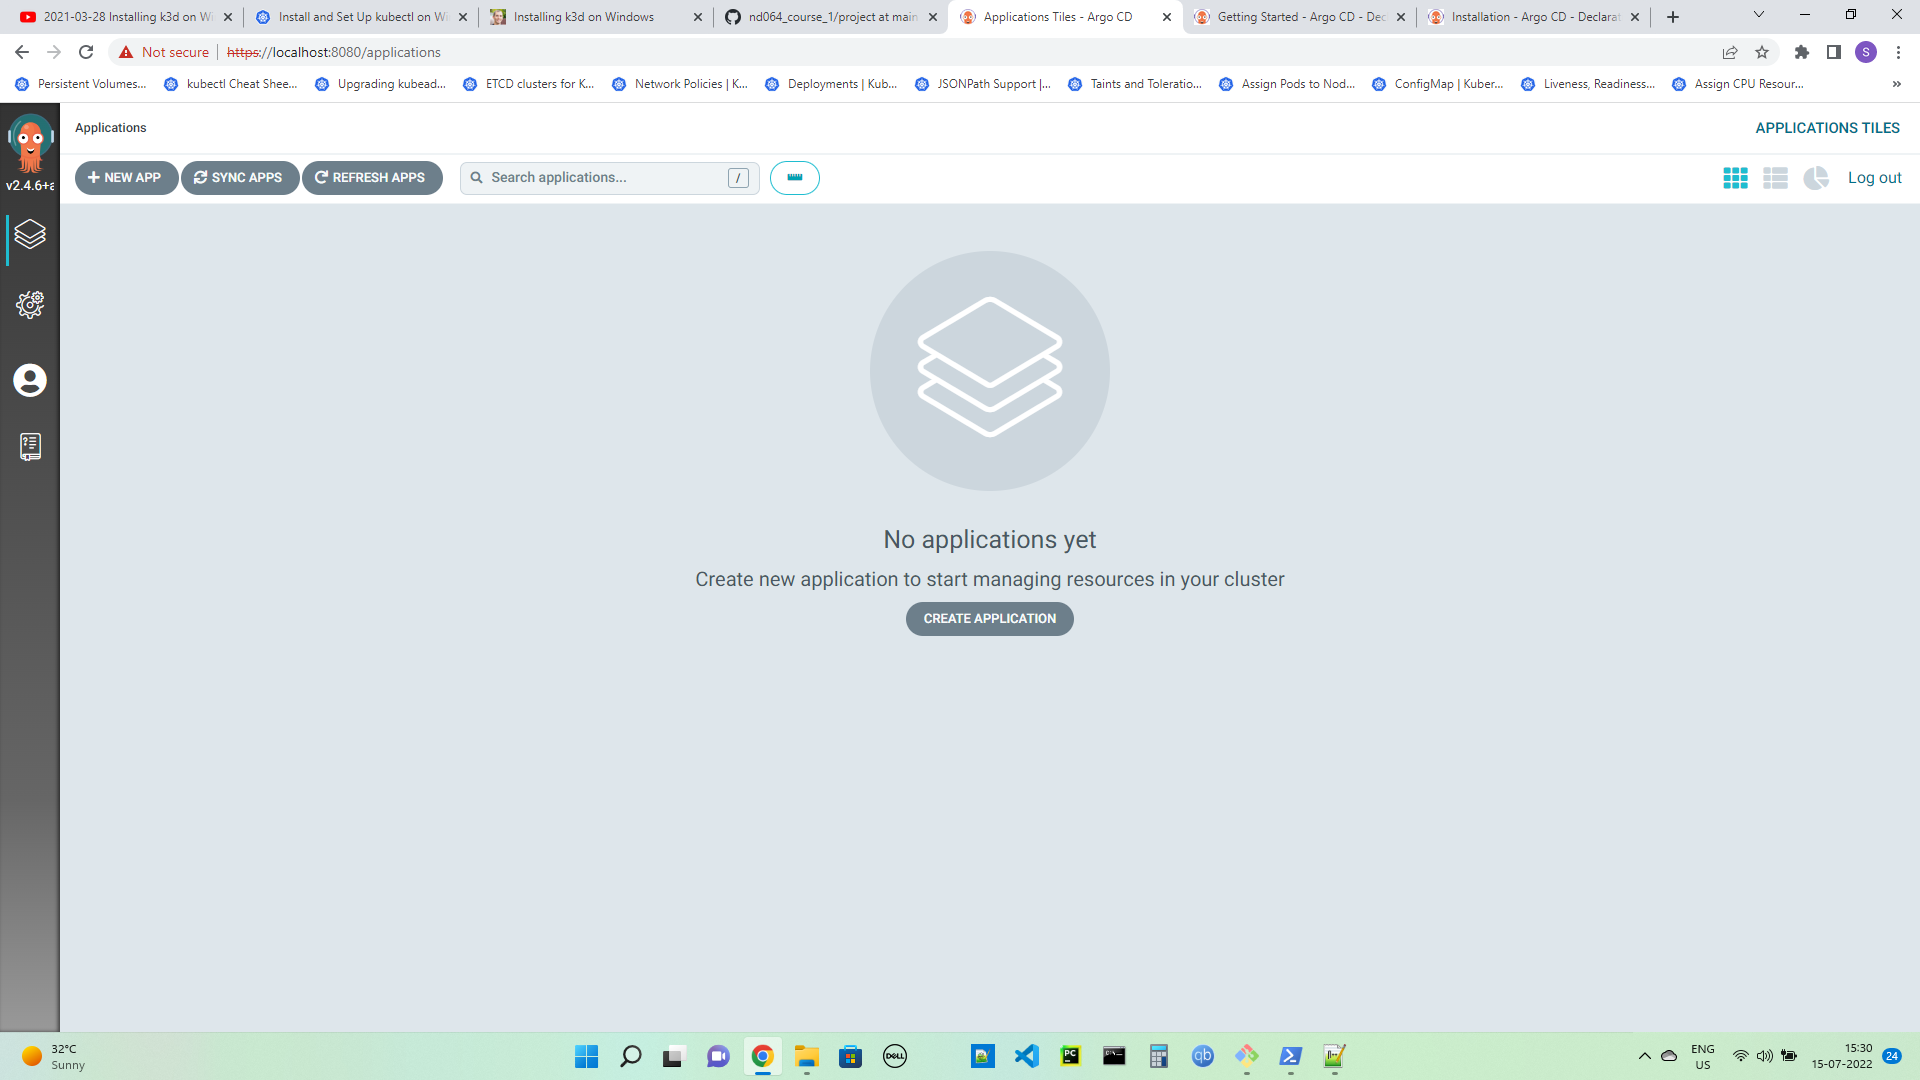 2021-03-28 Installing k3d on Wi
Install and Set Up kubectl on Wi
Installing k3d on Windows
nd064_course_1/project at main
Applications Tiles - Argo CD
Getting Started - Argo CD - Dec
Installation - Argo CD - Declarat
Not secure
https://localhost:8080/applications
S
Persistent Volumes...
kubectl Cheat Shee...
Upgrading kubead...
ETCD clusters for K...
Network Policies | K...
Deployments | Kub...
JSONPath Support |...
Taints and Toleratio...
Assign Pods to Nod...
ConfigMap | Kuber...
Liveness, Readiness...
Assign CPU Resour...
»
v2.4.6+a
Applications
APPLICATIONS TILES
NEW APP
SYNC APPS
REFRESH APPS
Search applications...
/
Log out
No applications yet
Create new application to start managing resources in your cluster
CREATE APPLICATION
32°C
Sunny
DELL
PC
qb
ENG
US
15:30
15-07-2022
24